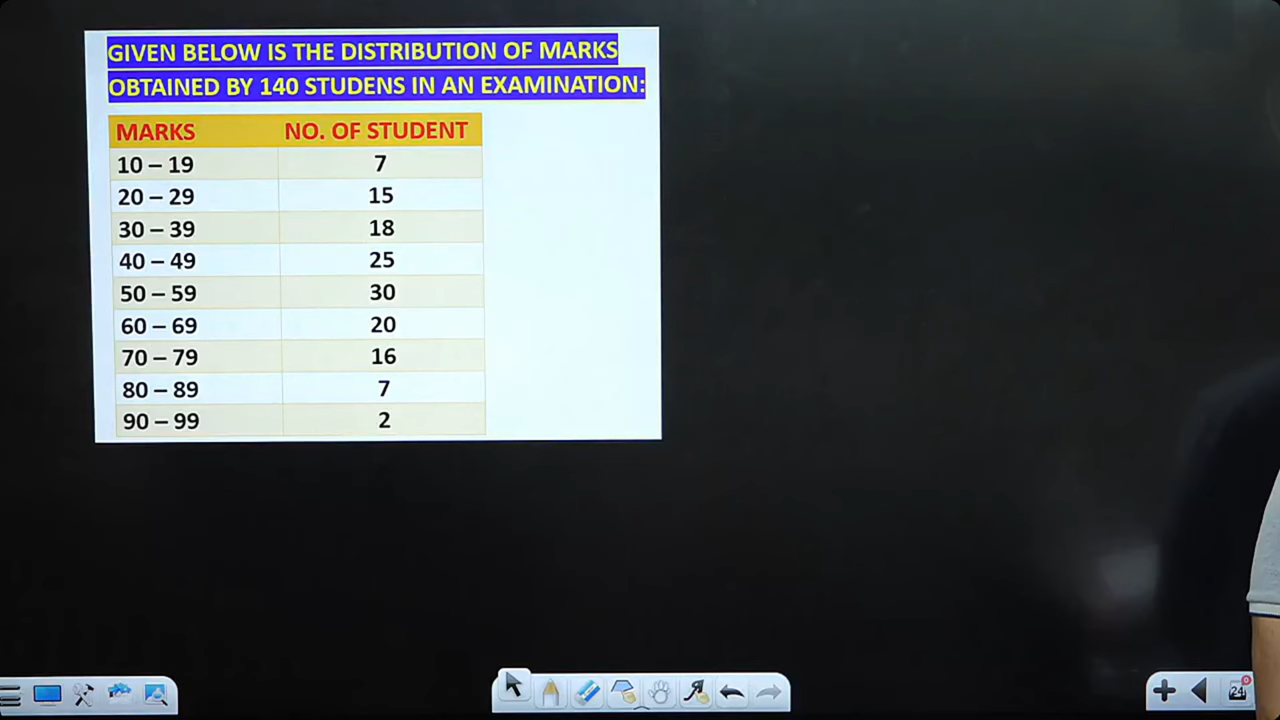 GIVEN BELOW IS THE DISTRIBUTION OF MARKS
OBTAINED BY 140 STUDENS IN AN EXAMINATION:
MARKS NO. OF STUDENT
10 – 19 7
20 – 29 15
30 – 39 18
40 – 49 25
50 – 59 30
60 – 69 20
70 – 79 16
80 – 89 7
90 – 99 2
24